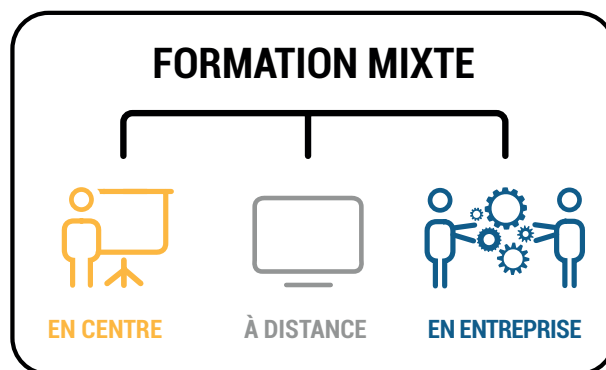 FORMATION MIXTE
EN CENTRE
À DISTANCE
EN ENTREPRISE